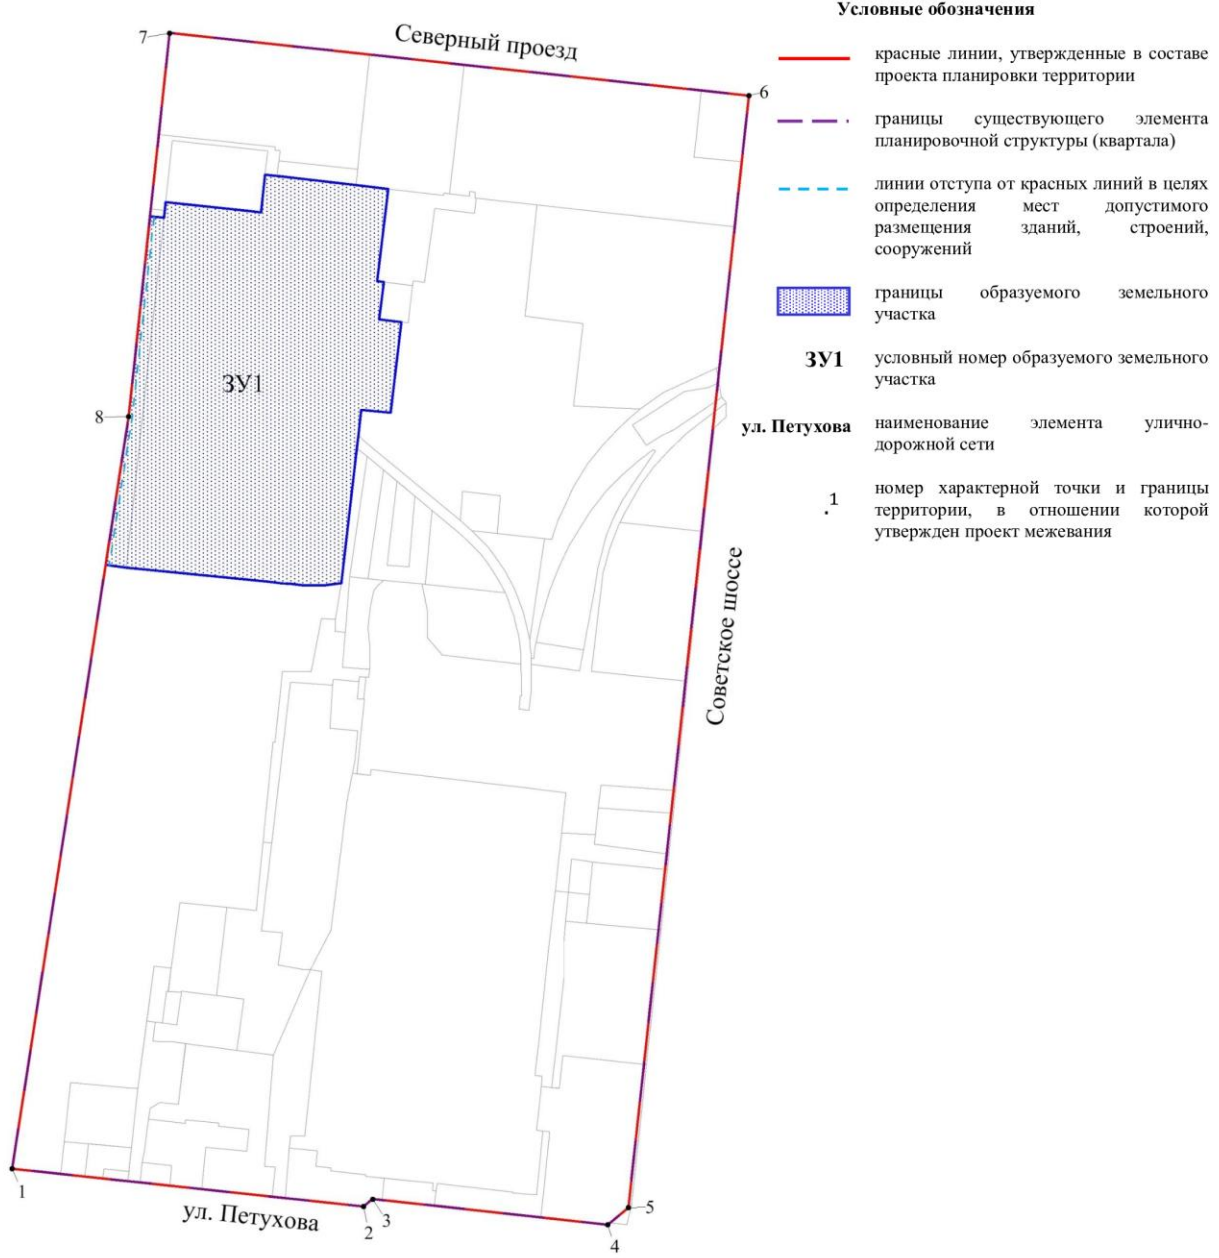 Условные обозначения
красные линии, утвержденные в составе
проекта планировки территории
границы существующего элемента
планировочной структуры (квартала)
линии отступа от красных линий в целях
определения мест допустимого
размещения зданий, строений,
сооружений
границы образуемого земельного
участка
ЗУ1 условный номер образуемого земельного
участка
ул. Петухова наименование элемента улично-
дорожной сети
1 номер характерной точки и границы
территории, в отношении которой
утвержден проект межевания
7
Северный проезд
6
ЗУ1
8
Советское шоссе
1
ул. Петухова
2
3
4
5